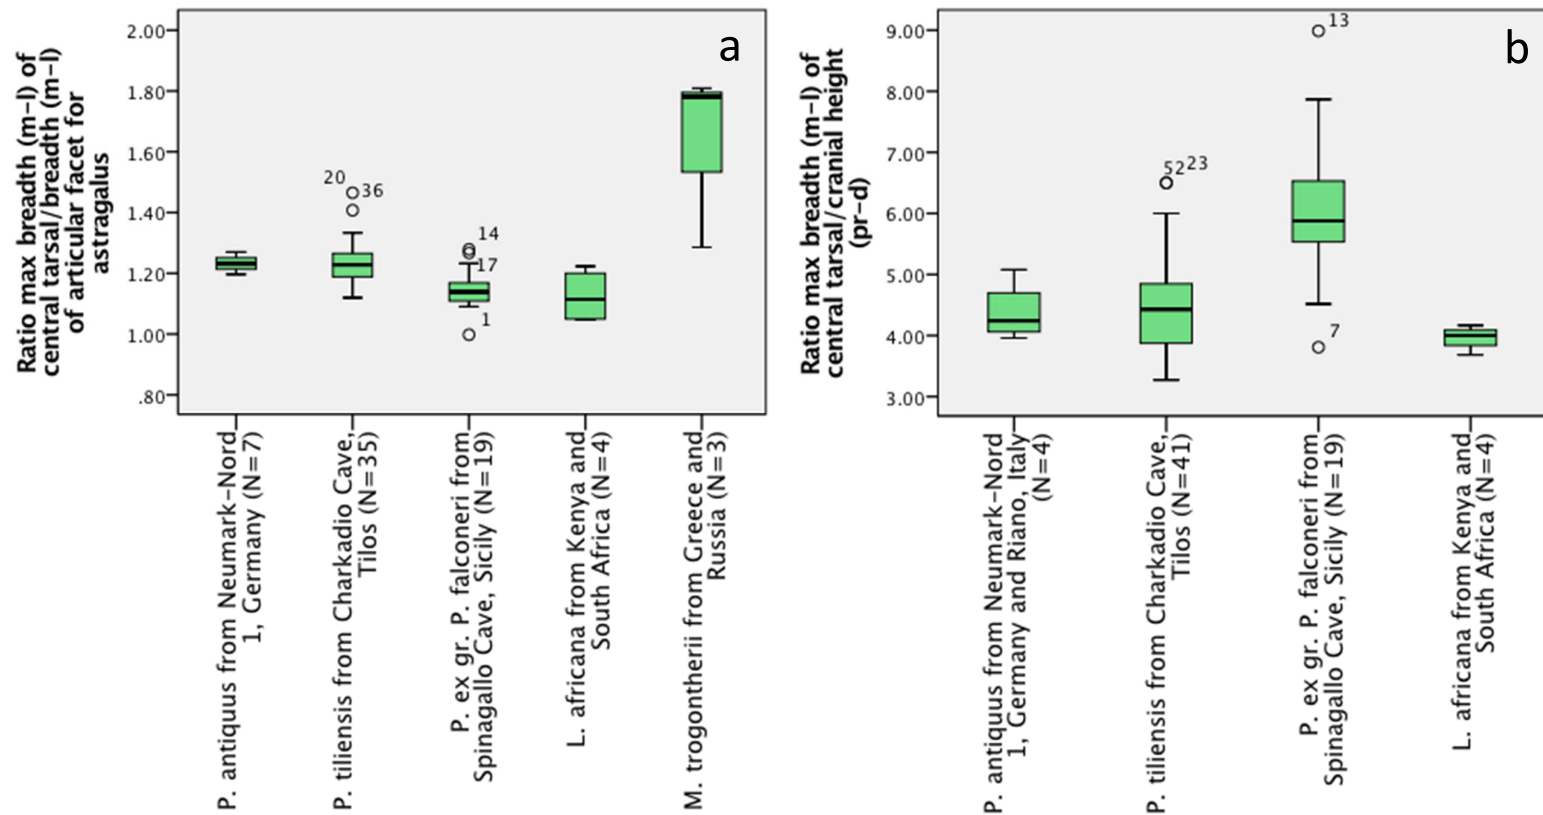 Ratio max breadth (m-l) of
central tarsal/breadth (m-l)
of articular facet for
astragalus
2.00
1.80
1.60
1.40
1.20
1.00
.80
a
20
36
14
17
1
P. antiquus from Neumark-Nord
1, Germany (N=7)
P. tiliensis from Charkadio Cave,
Tilos (N=35)
P. ex gr. P. falconeri from
Spinagallo Cave, Sicily (N=19)
L. africana from Kenya and
South Africa (N=4)
M. trogontherii from Greece and
Russia (N=3)
Ratio max breadth (m-l) of
central tarsal/cranial height
(pr-d)
9.00
8.00
7.00
6.00
5.00
4.00
3.00
b
13
52 23
7
P. antiquus from Neumark-Nord
1, Germany and Riano, Italy
(N=4)
P. tiliensis from Charkadio Cave,
Tilos (N=41)
P. ex gr. P. falconeri from
Spinagallo Cave, Sicily (N=19)
L. africana from Kenya and
South Africa (N=4)